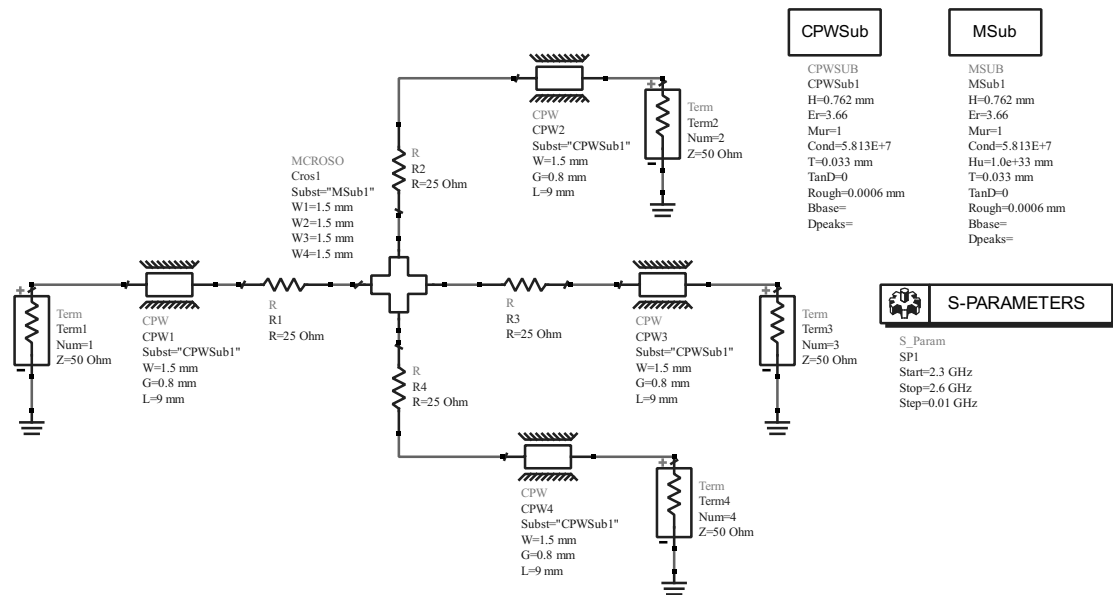 CPWSub
CPWSUB
CPWSub1
H=0.762 mm
Er=3.66
Mur=1
Cond=5.813E+7
T=0.033 mm
TanD=0
Rough=0.0006 mm
Bbase=
Dpeaks=
MSub
MSUB
MSub1
H=0.762 mm
Er=3.66
Mur=1
Cond=5.813E+7
Hu=1.0e+33 mm
T=0.033 mm
TanD=0
Rough=0.0006 mm
Bbase=
Dpeaks=
CPW
CPW2
Subst="CPWSub1"
W=1.5 mm
G=0.8 mm
L=9 mm
+
Term
Term2
Num=2
Z=50 Ohm
-
R
R2
R=25 Ohm
MCROSO
Cros1
Subst="MSub1"
W1=1.5 mm
W2=1.5 mm
W3=1.5 mm
W4=1.5 mm
+
Term
Term1
Num=1
Z=50 Ohm
-
CPW
CPW1
Subst="CPWSub1"
W=1.5 mm
G=0.8 mm
L=9 mm
R
R1
R=25 Ohm
R
R3
R=25 Ohm
CPW
CPW3
Subst="CPWSub1"
W=1.5 mm
G=0.8 mm
L=9 mm
+
Term
Term3
Num=3
Z=50 Ohm
-
S-PARAMETERS
S_Param
SP1
Start=2.3 GHz
Stop=2.6 GHz
Step=0.01 GHz
R
R4
R=25 Ohm
CPW
CPW4
Subst="CPWSub1"
W=1.5 mm
G=0.8 mm
L=9 mm
+
Term
Term4
Num=4
Z=50 Ohm
-